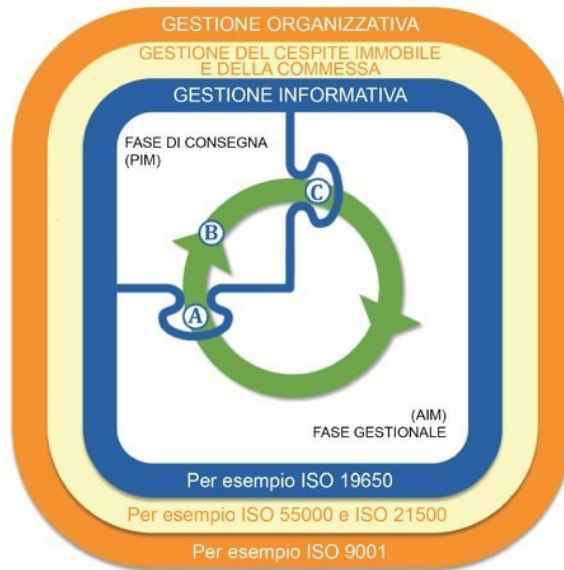 GESTIONE ORGANIZZATIVA
GESTIONE DEL CESPITE IMMOBILE
E DELLA COMMESSA
GESTIONE INFORMATIVA
FASE DI CONSEGNA
(PIM)
C
B
A
(AIM)
FASE GESTIONALE
Per esempio ISO 19650
Per esempio ISO 55000 e ISO 21500
Per esempio ISO 9001